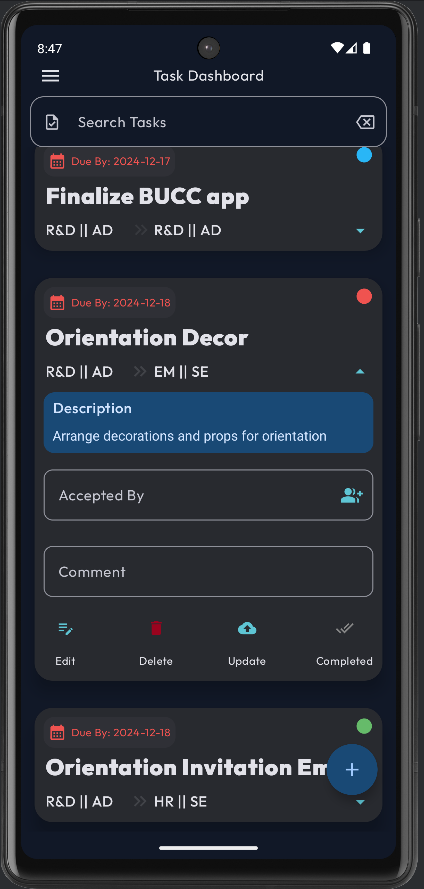 8:47
Task Dashboard
Search Tasks
Due By: 2024-12-17
Finalize BUCC app
R&D || AD R&D || AD
Due By: 2024-12-18
Orientation Decor
R&D || AD EM || SE
Description
Arrange decorations and props for orientation
Accepted By
Comment
Edit Delete Update Completed
Due By: 2024-12-18
Orientation Invitation Em
R&D || AD HR || SE